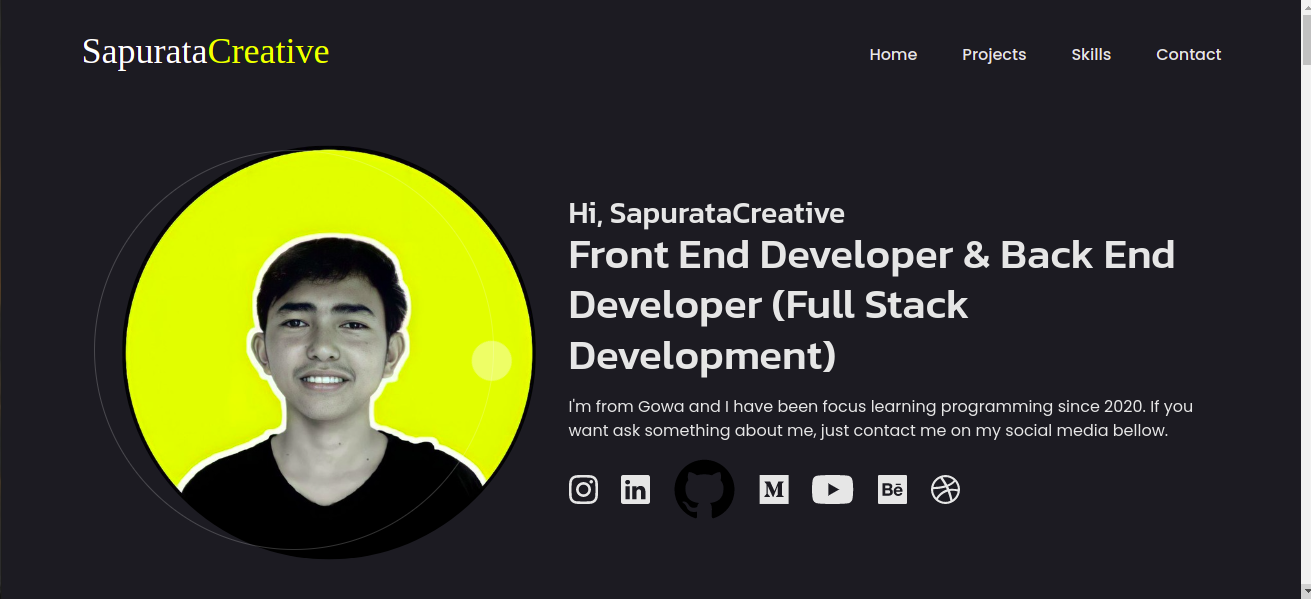 SapurataCreative
Home Projects Skills Contact
Hi, SapurataCreative
Front End Developer & Back End
Developer (Full Stack
Development)
I'm from Gowa and I have been focus learning programming since 2020. If you
want ask something about me, just contact me on my social media bellow.
in M Bē